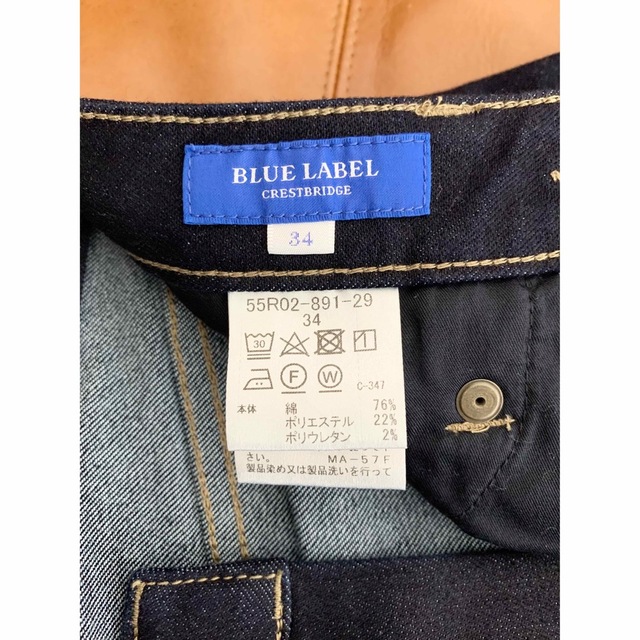 BLUE LABEL
CRESTBRIDGE
34
55R02-891-29
34
30
F
W
C-347
本体 綿 76%
ポリエステル 22%
ポリウレタン 2%
さい。 MA-57F
製品染め又は製品洗いを行って